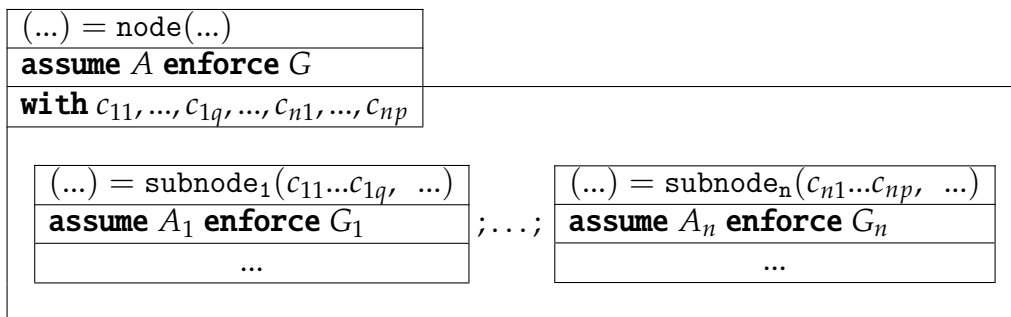 (...) = node(...)
assume A enforce G
with c₁₁, ..., c₁q, ..., cₙ₁, ..., cₙₚ
(...) = subnode₁(c₁₁...c₁q, ...)
assume A₁ enforce G₁
...
;...;
(...) = subnodeₙ(cₙ₁...cₙₚ, ...)
assume Aₙ enforce Gₙ
...